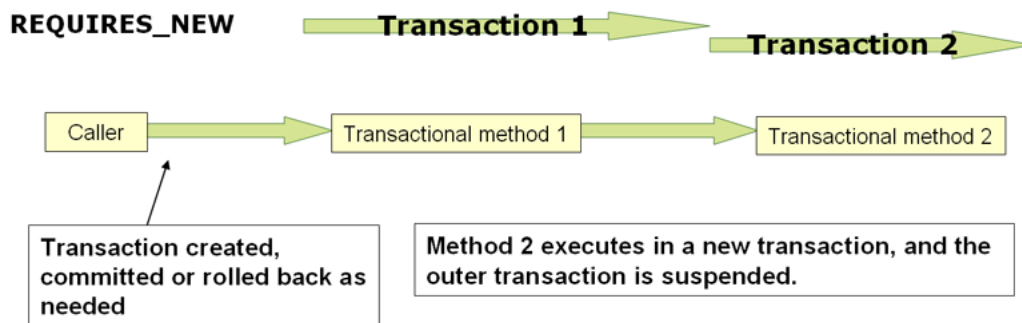 REQUIRES_NEW
Transaction 1
Transaction 2
Caller
Transactional method 1
Transactional method 2
Transaction created,
committed or rolled back as
needed
Method 2 executes in a new transaction, and the
outer transaction is suspended.